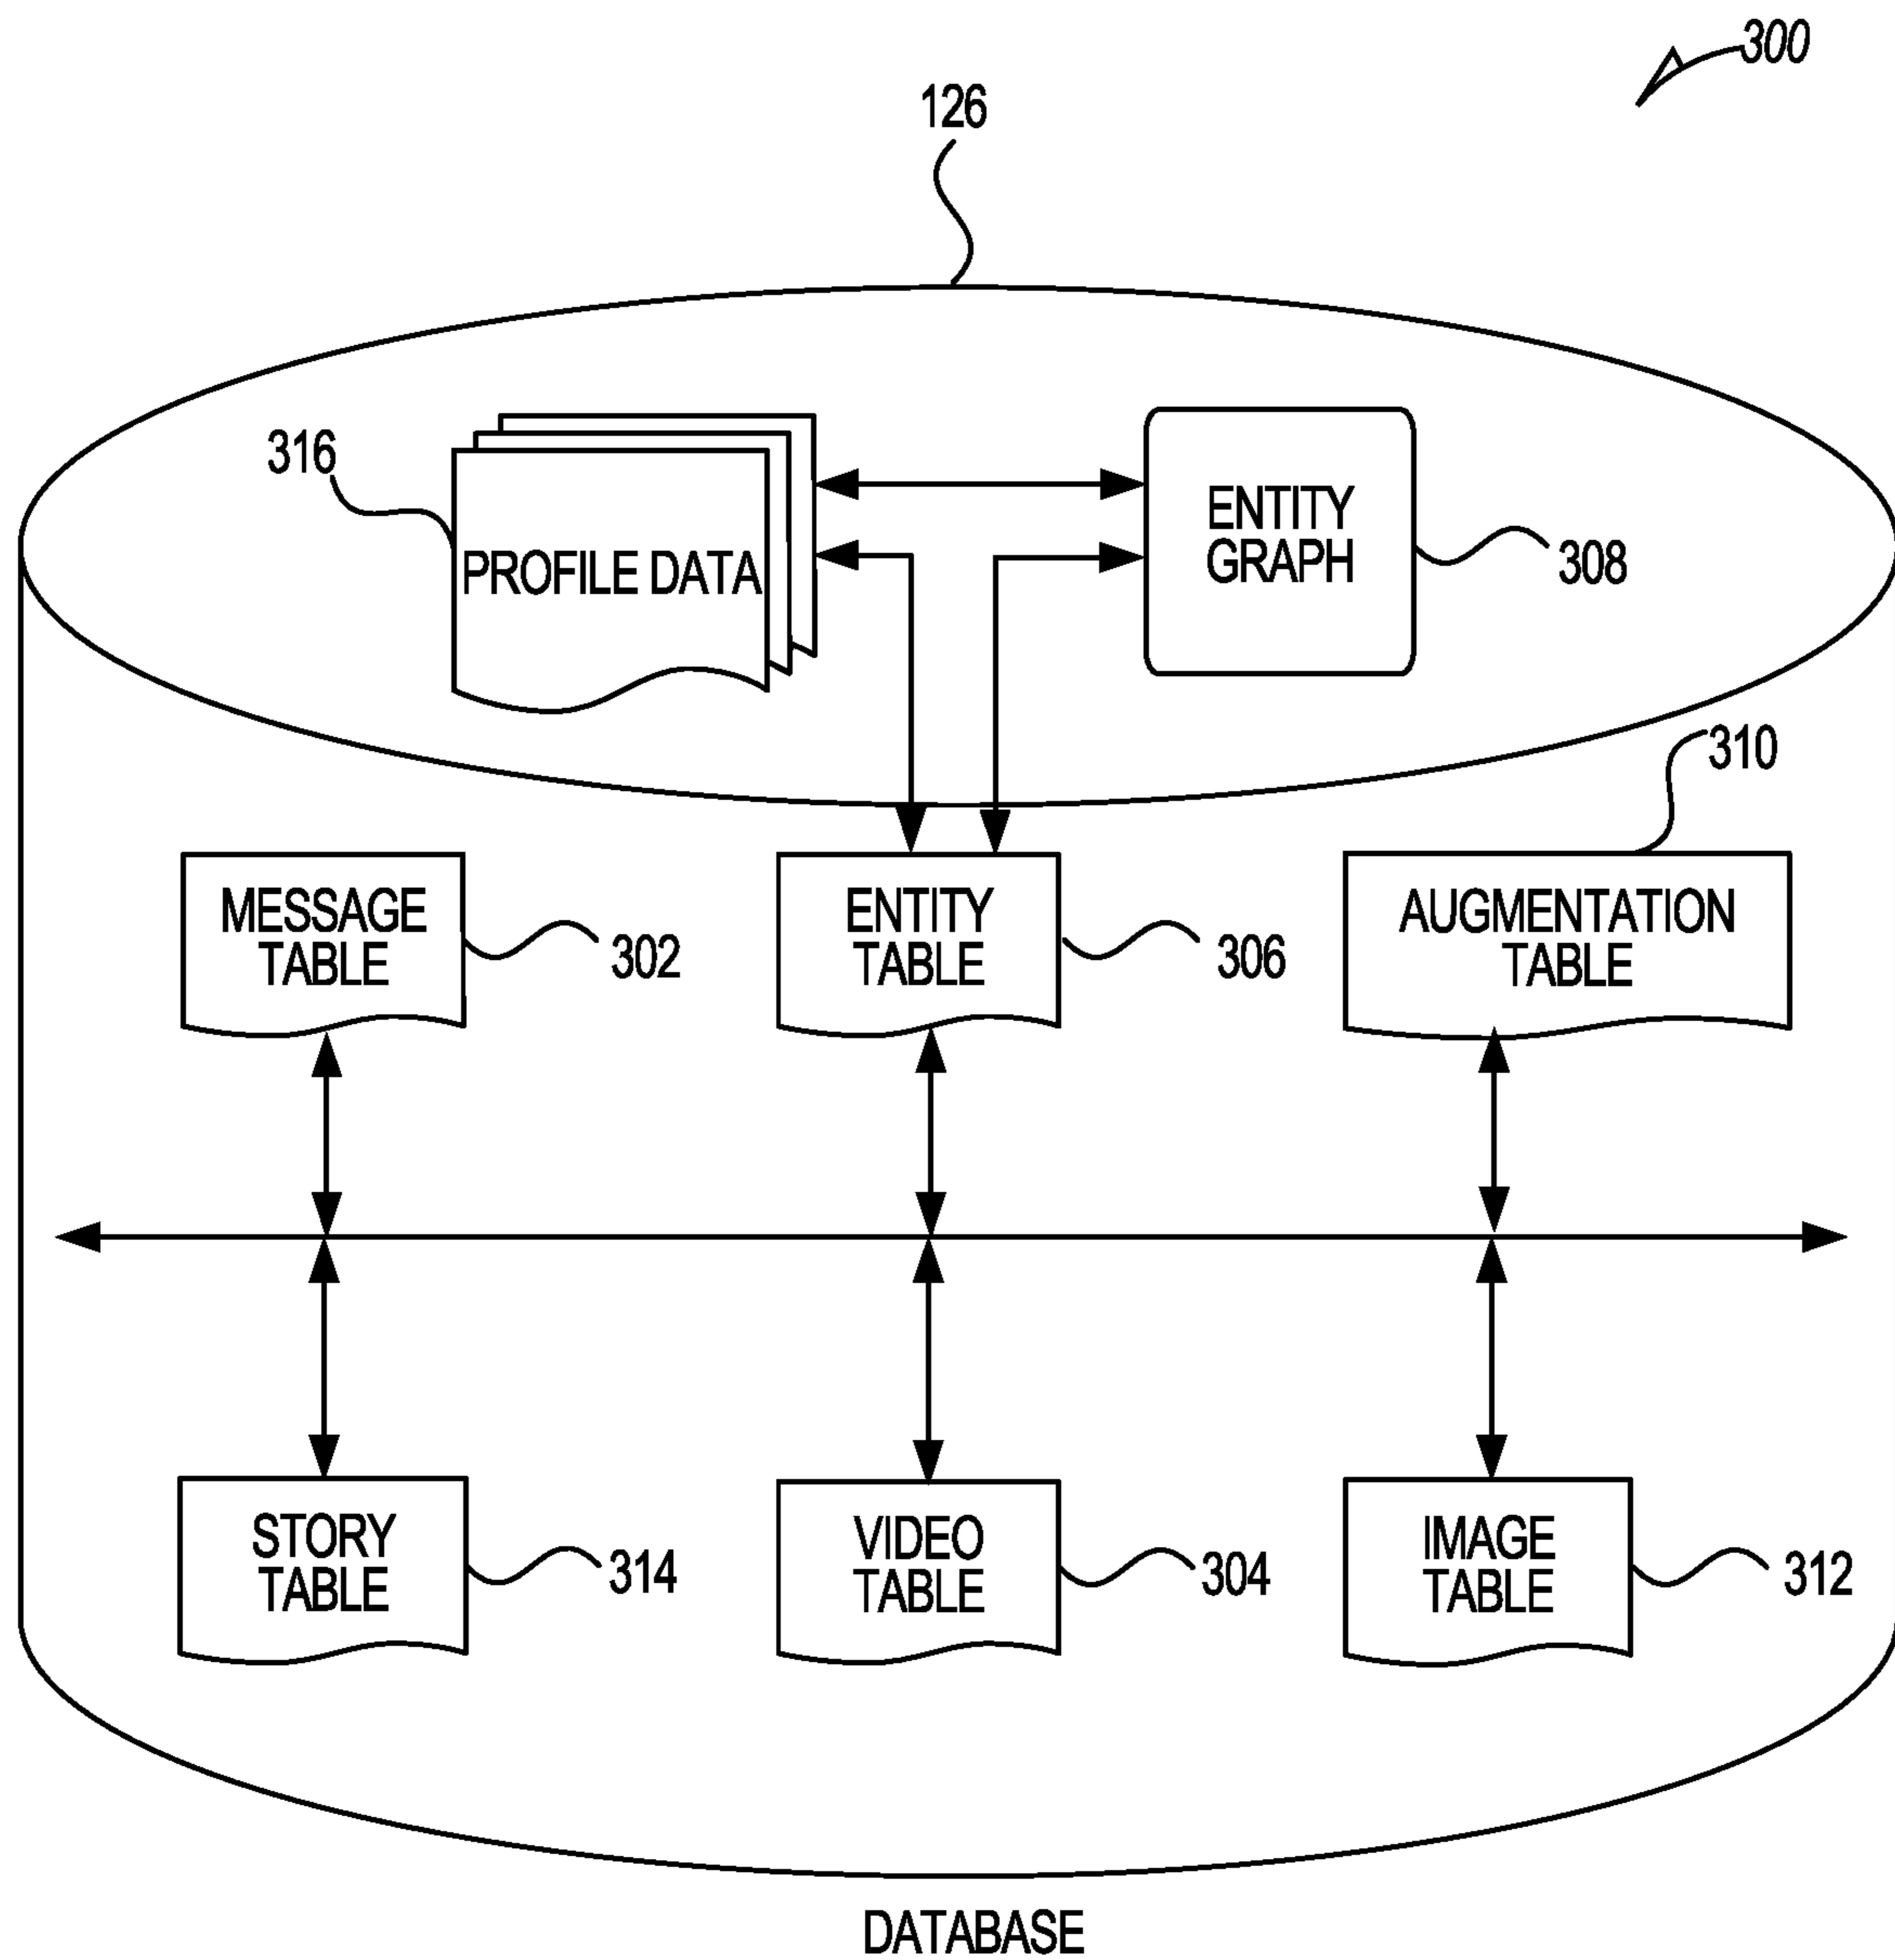 300
126
316
PROFILE DATA
ENTITY
GRAPH
308
310
MESSAGE
TABLE
302
ENTITY
TABLE
306
AUGMENTATION
TABLE
STORY
TABLE
314
VIDEO
TABLE
304
IMAGE
TABLE
312
DATABASE